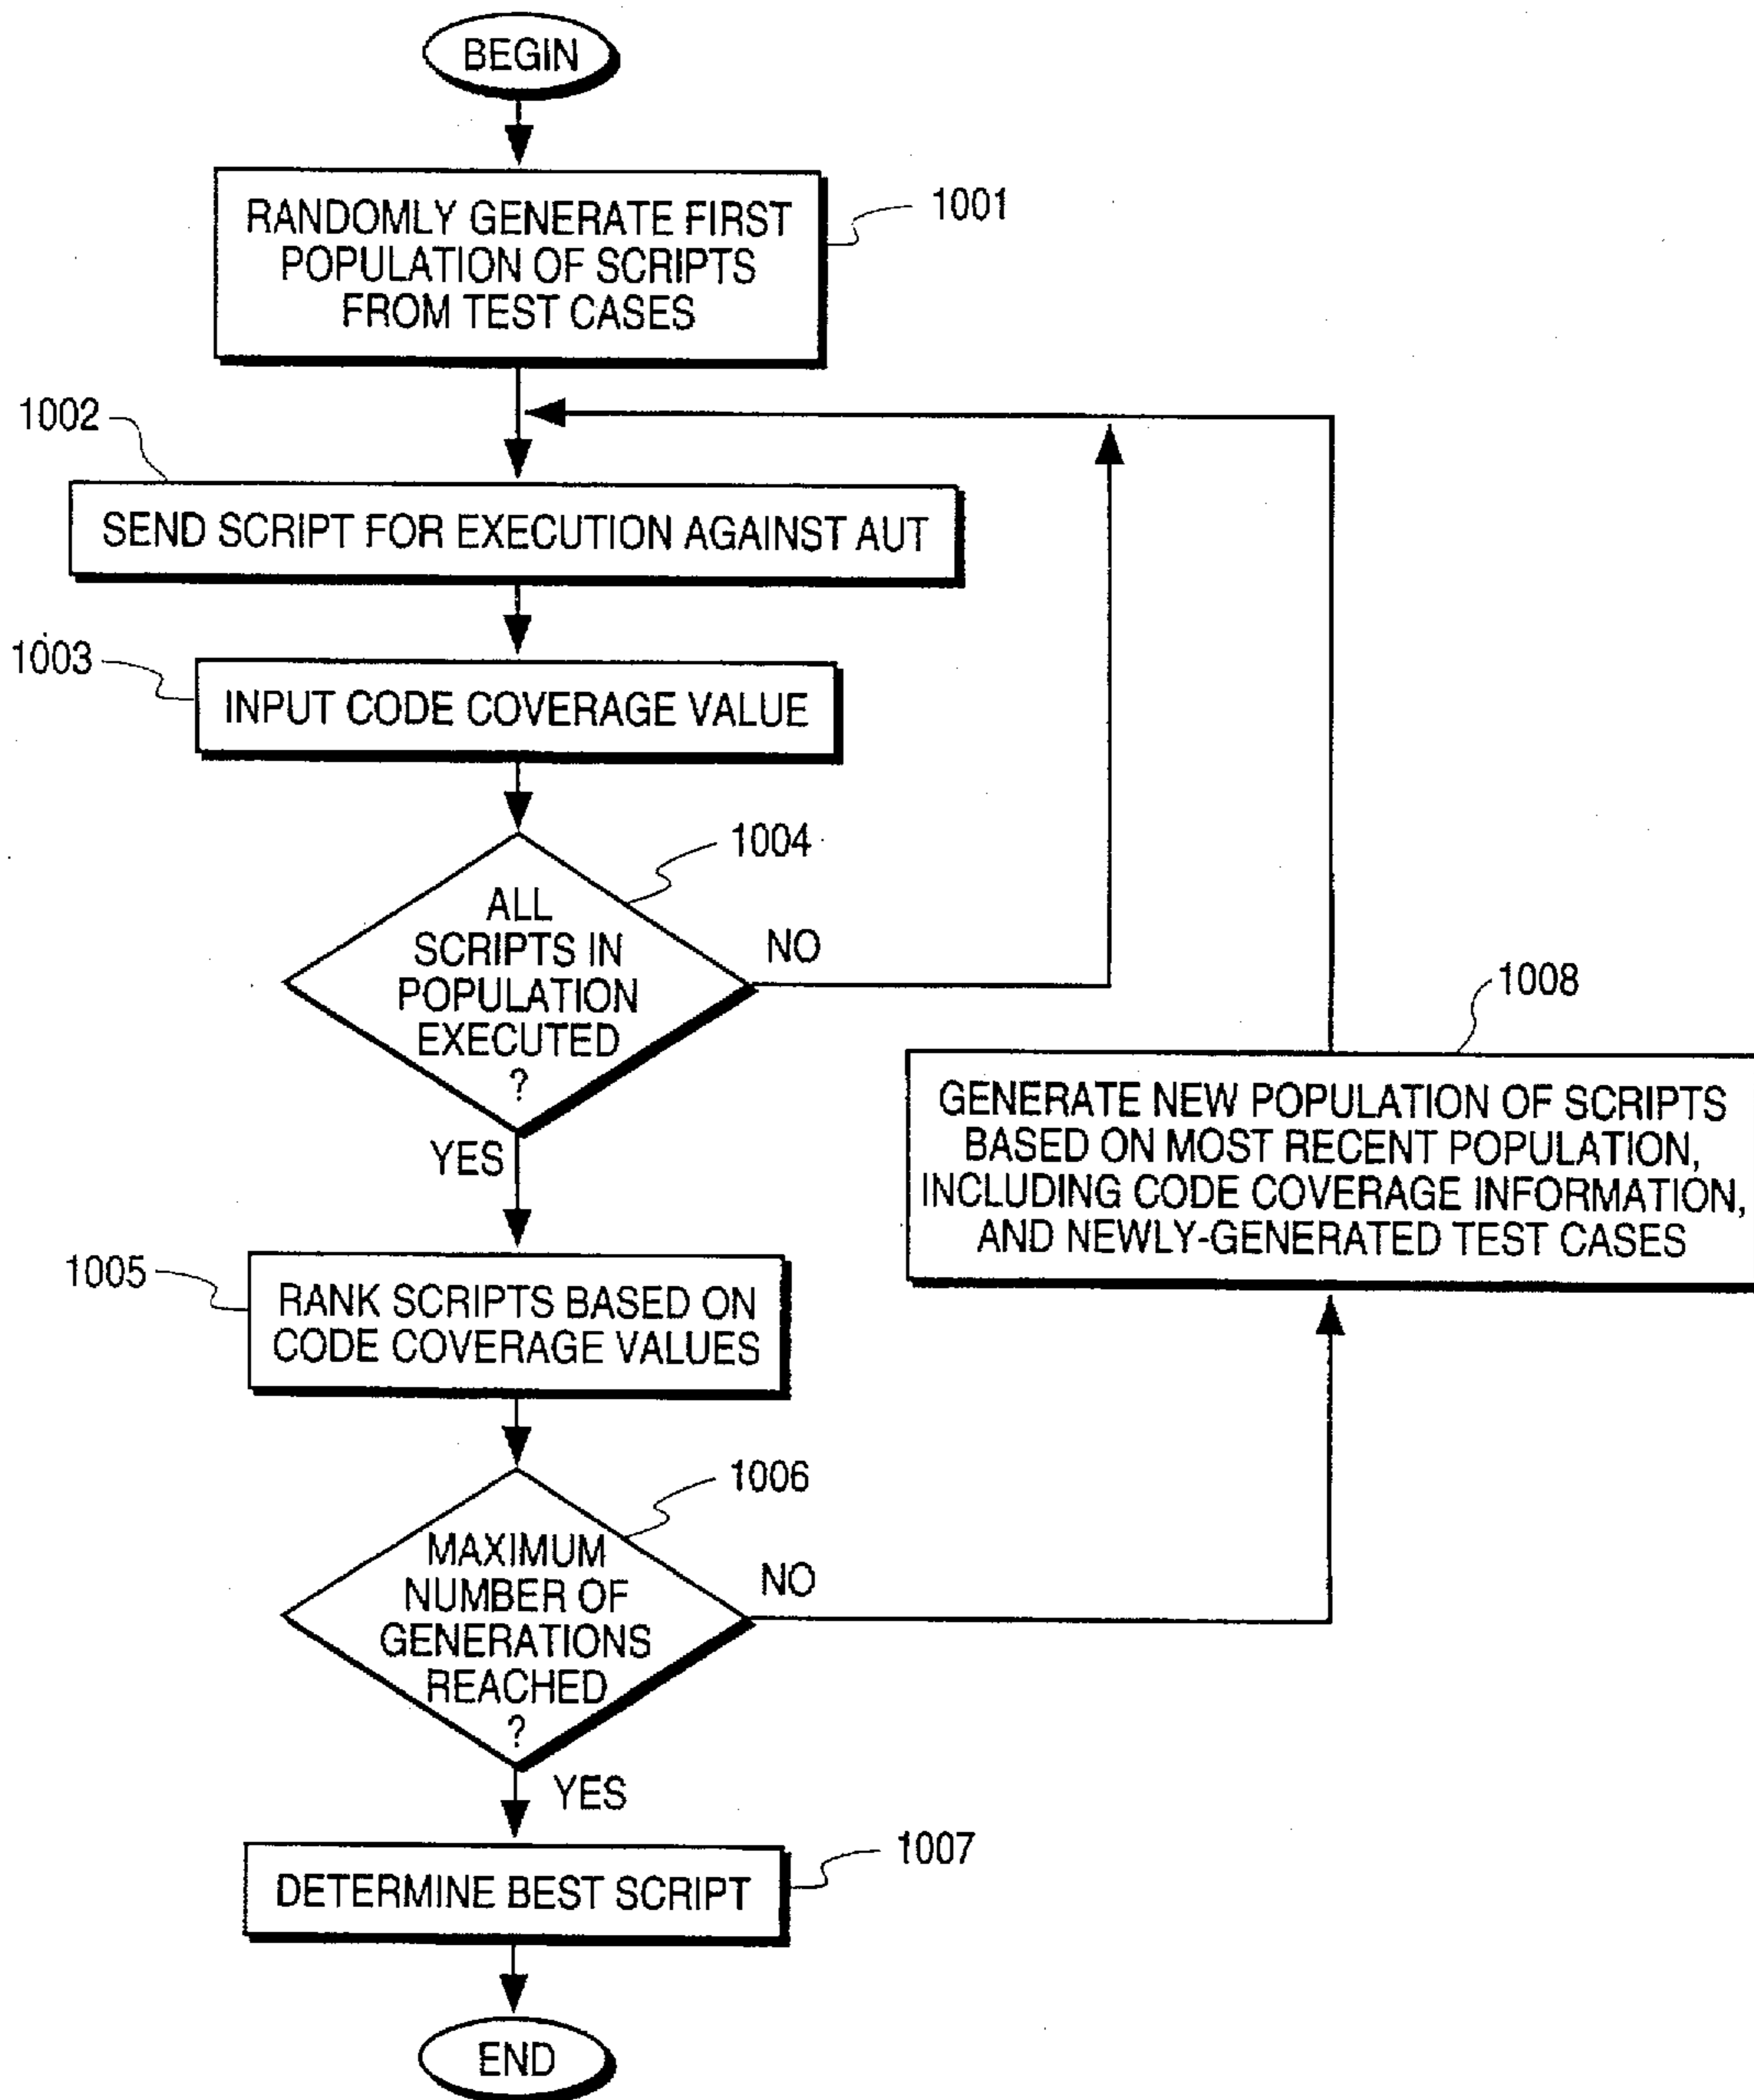 BEGIN
RANDOMLY GENERATE FIRST
POPULATION OF SCRIPTS
FROM TEST CASES
1001
1002
SEND SCRIPT FOR EXECUTION AGAINST AUT
1003
INPUT CODE COVERAGE VALUE
1004
ALL
SCRIPTS IN
POPULATION
EXECUTED
?
NO
YES
1008
GENERATE NEW POPULATION OF SCRIPTS
BASED ON MOST RECENT POPULATION,
INCLUDING CODE COVERAGE INFORMATION,
AND NEWLY-GENERATED TEST CASES
1005
RANK SCRIPTS BASED ON
CODE COVERAGE VALUES
1006
MAXIMUM
NUMBER OF
GENERATIONS
REACHED
?
NO
YES
1007
DETERMINE BEST SCRIPT
END